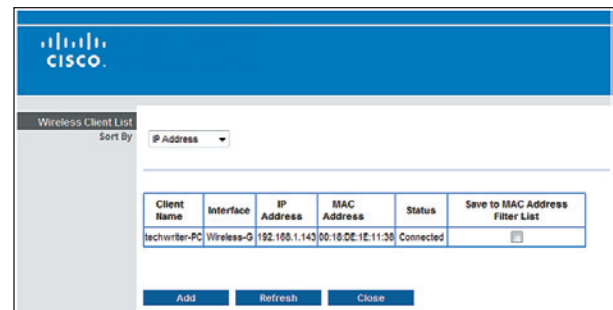 CISCO.
Wireless Client List
Sort By
IP Address
Client Name Interface IP Address MAC Address Status Save to MAC Address Filter List
techwriter-PC Wireless-G 192.168.1.143 00:18:DE:1E:11:38 Connected
Add Refresh Close